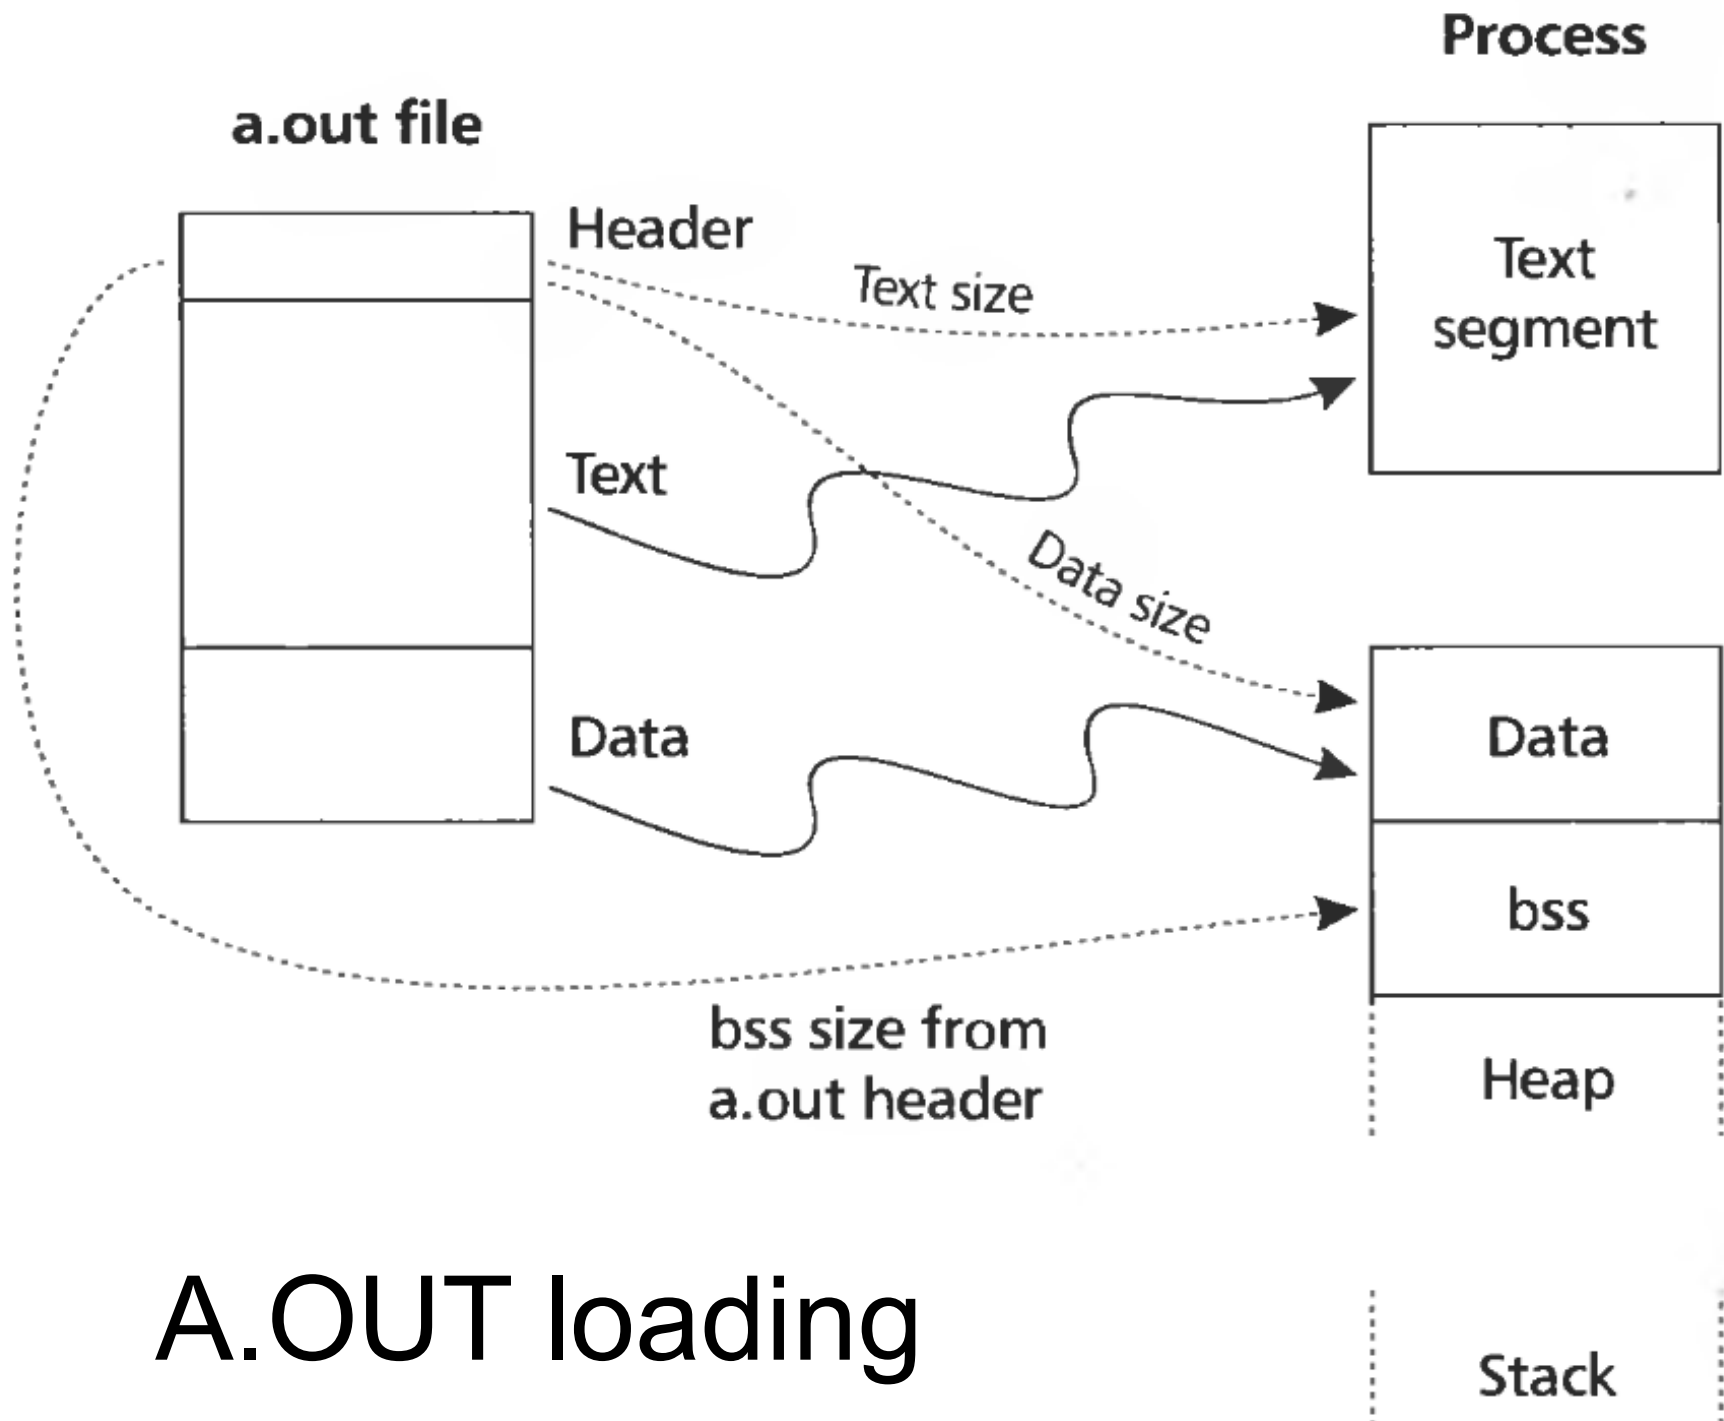 Process
a.out file
Header
Text size
Text
segment
Text
Data size
Data
Data
bss
bss size from
a.out header
Heap
A.OUT loading
Stack